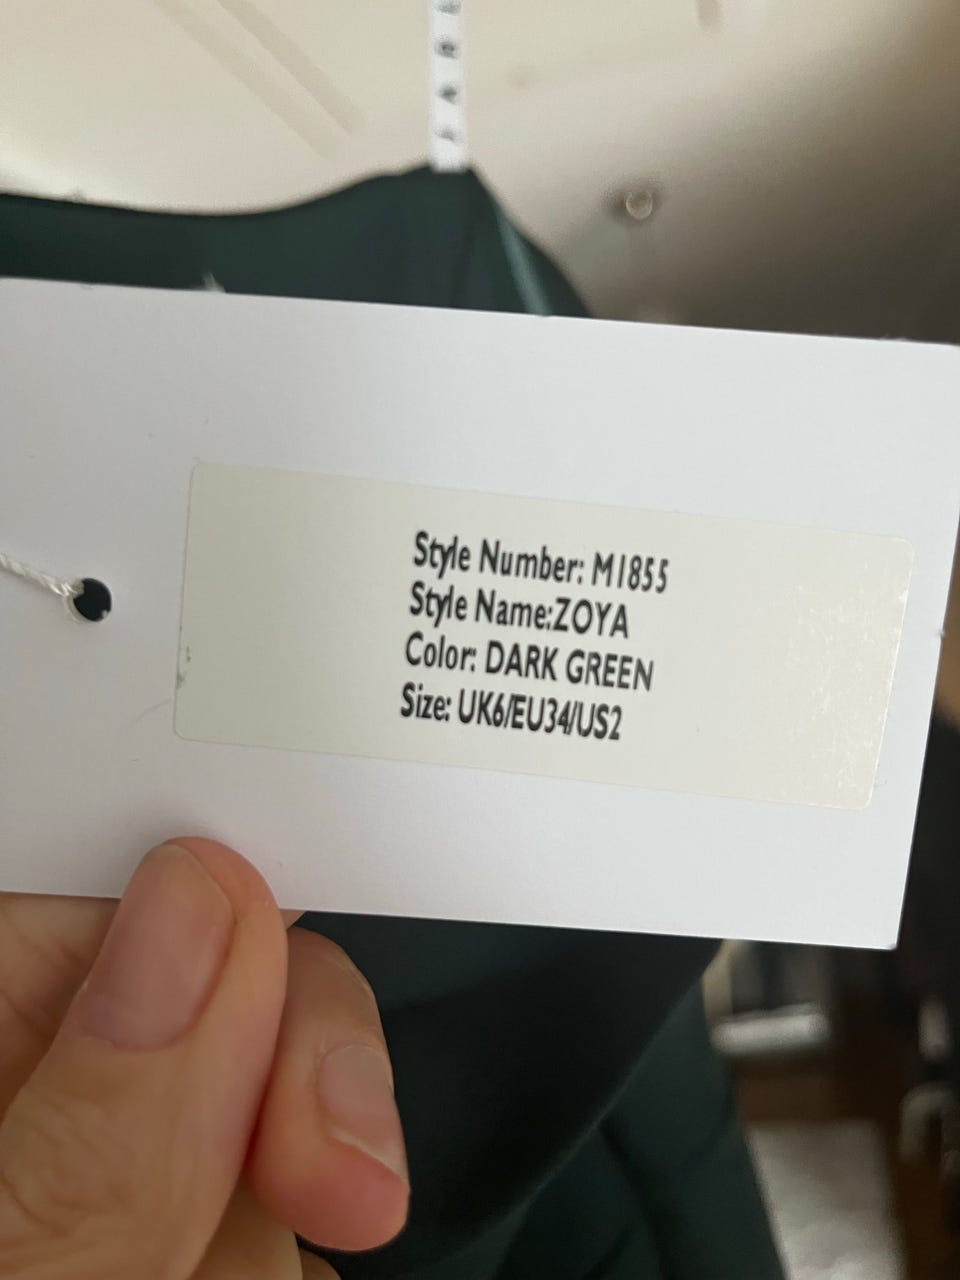 Style Number: M1855
Style Name:ZOYA
Color: DARK GREEN
Size: UK6/EU34/US2